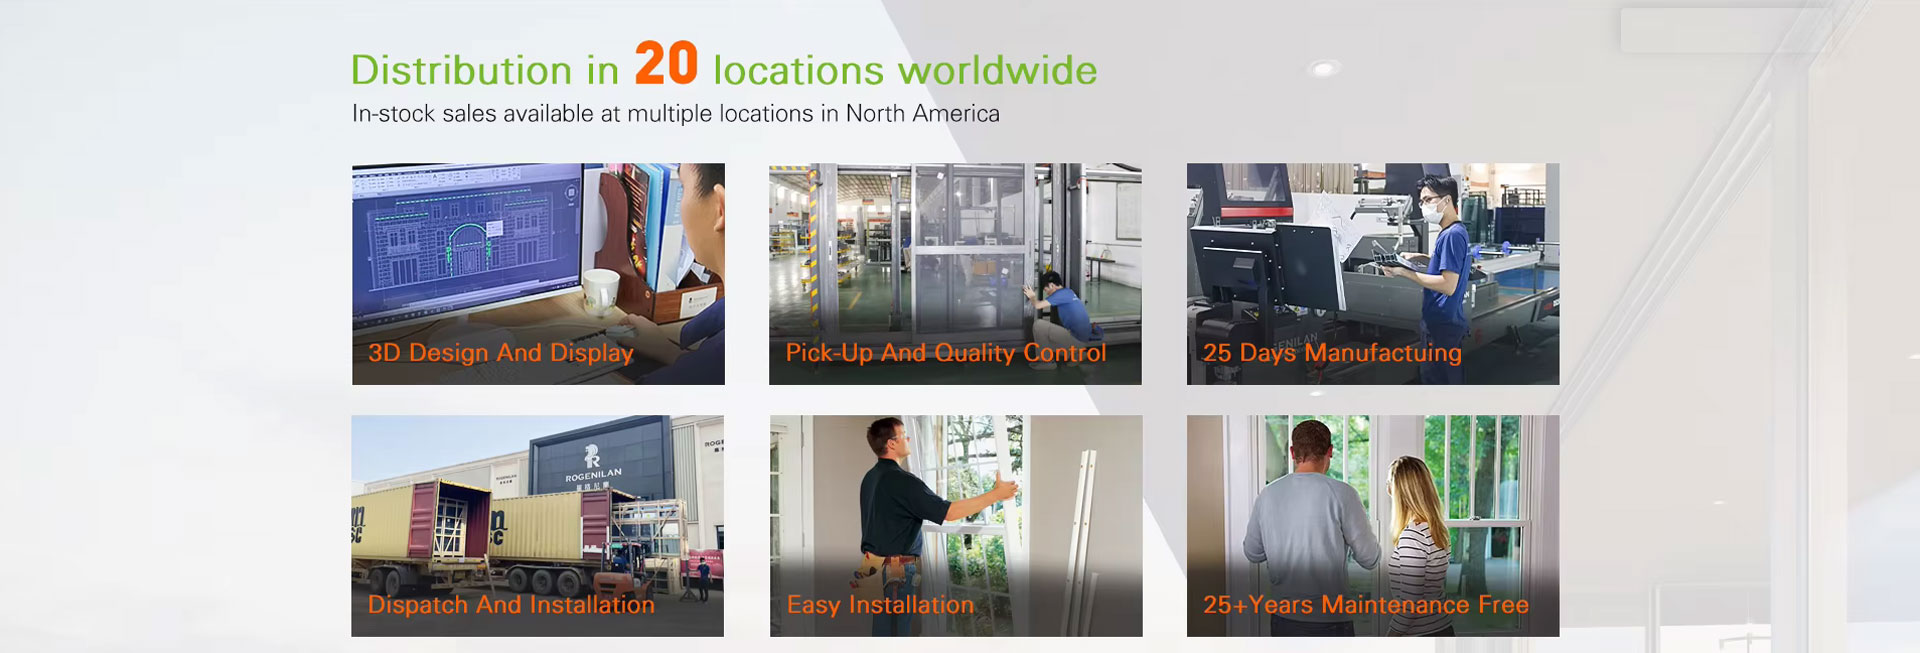 Distribution in 20 locations worldwide
In-stock sales available at multiple locations in North America
3D Design And Display
Pick-Up And Quality Control
25 Days Manufactuing
ROGENILAN
Dispatch And Installation
Easy Installation
25+Years Maintenance Free